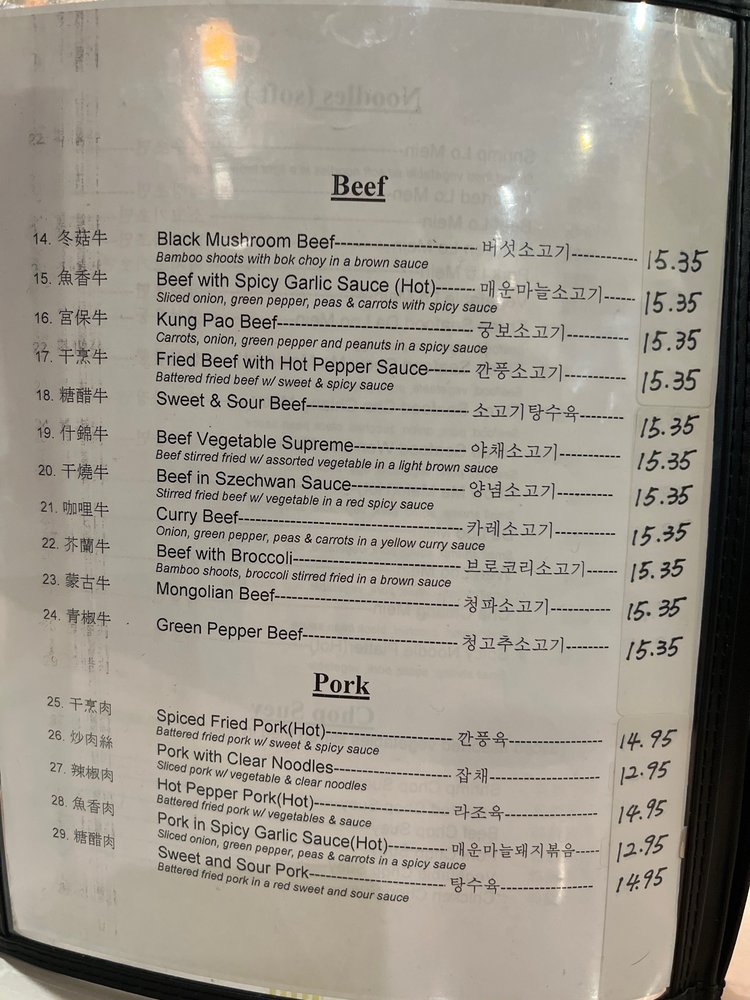 Noodles (soft)
Beef
14. 冬菇牛 Black Mushroom Beef 버섯소고기 15.35
Bamboo shoots with bok choy in a brown sauce
15. 魚香牛 Beef with Spicy Garlic Sauce (Hot) 매운마늘소고기 15.35
Sliced onion, green pepper, peas & carrots with spicy sauce
16. 宮保牛 Kung Pao Beef 궁보소고기 15.35
Carrots, onion, green pepper and peanuts in a spicy sauce
17. 干烹牛 Fried Beef with Hot Pepper Sauce 깐풍소고기 15.35
Battered fried beef w/ sweet & spicy sauce
18. 糖醋牛 Sweet & Sour Beef 소고기탕수육 15.35
19. 什錦牛 Beef Vegetable Supreme 야채소고기 15.35
Beef stirred fried w/ assorted vegetable in a light brown sauce
20. 干燒牛 Beef in Szechwan Sauce 양념소고기 15.35
Stirred fried beef w/ vegetable in a red spicy sauce
21. 咖哩牛 Curry Beef 카레소고기 15.35
Onion, green pepper, peas & carrots in a yellow curry sauce
22. 芥蘭牛 Beef with Broccoli 브로코리소고기 15.35
Bamboo shoots, broccoli stirred fried in a brown sauce
23. 蒙古牛 Mongolian Beef 청파소고기 15.35
24. 青椒牛 Green Pepper Beef 청고추소고기 15.35
Pork
25. 干烹肉 Spiced Fried Pork(Hot) 깐풍육 14.95
Battered fried pork w/ sweet & spicy sauce
26. 炒肉絲 Pork with Clear Noodles 잡채 12.95
Sliced pork w/ vegetable & clear noodles
27. 辣椒肉 Hot Pepper Pork(Hot) 라조육 14.95
Battered fried pork w/ vegetables & sauce
28. 魚香肉 Pork in Spicy Garlic Sauce(Hot) 매운마늘돼지볶음 12.95
Sliced onion, green pepper, peas & carrots in a spicy sauce
29. 糖醋肉 Sweet and Sour Pork 탕수육 14.95
Battered fried pork in a red sweet and sour sauce